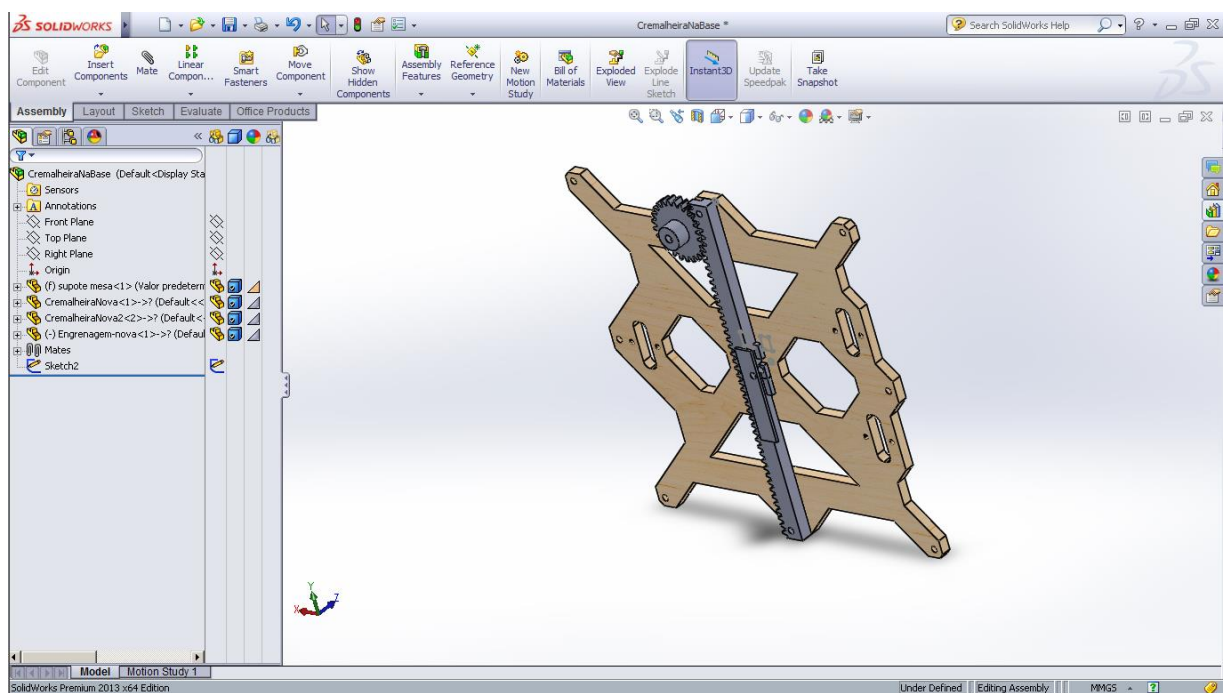 SOLIDWORKS
CremalheiraNaBase *
Search SolidWorks Help
Edit Component
Insert Components
Mate
Linear Compon...
Smart Fasteners
Move Component
Show Hidden Components
Assembly Features
Reference Geometry
New Motion Study
Bill of Materials
Exploded View
Explode Line Sketch
Instant3D
Update Speedpak
Take Snapshot
Assembly Layout Sketch Evaluate Office Products
CremalheiraNaBase (Default<Display Sta
Sensors
Annotations
Front Plane
Top Plane
Right Plane
Origin
(f) supote mesa<1> (Valor predeterm
CremalheiraNova<1>->? (Default<<
CremalheiraNova2<2>->? (Default<
(-) Engrenagem-nova<1>->? (Defaul
Mates
Sketch2
Y
X
Z
Model Motion Study 1
SolidWorks Premium 2013 x64 Edition
Under Defined Editing Assembly MMGS